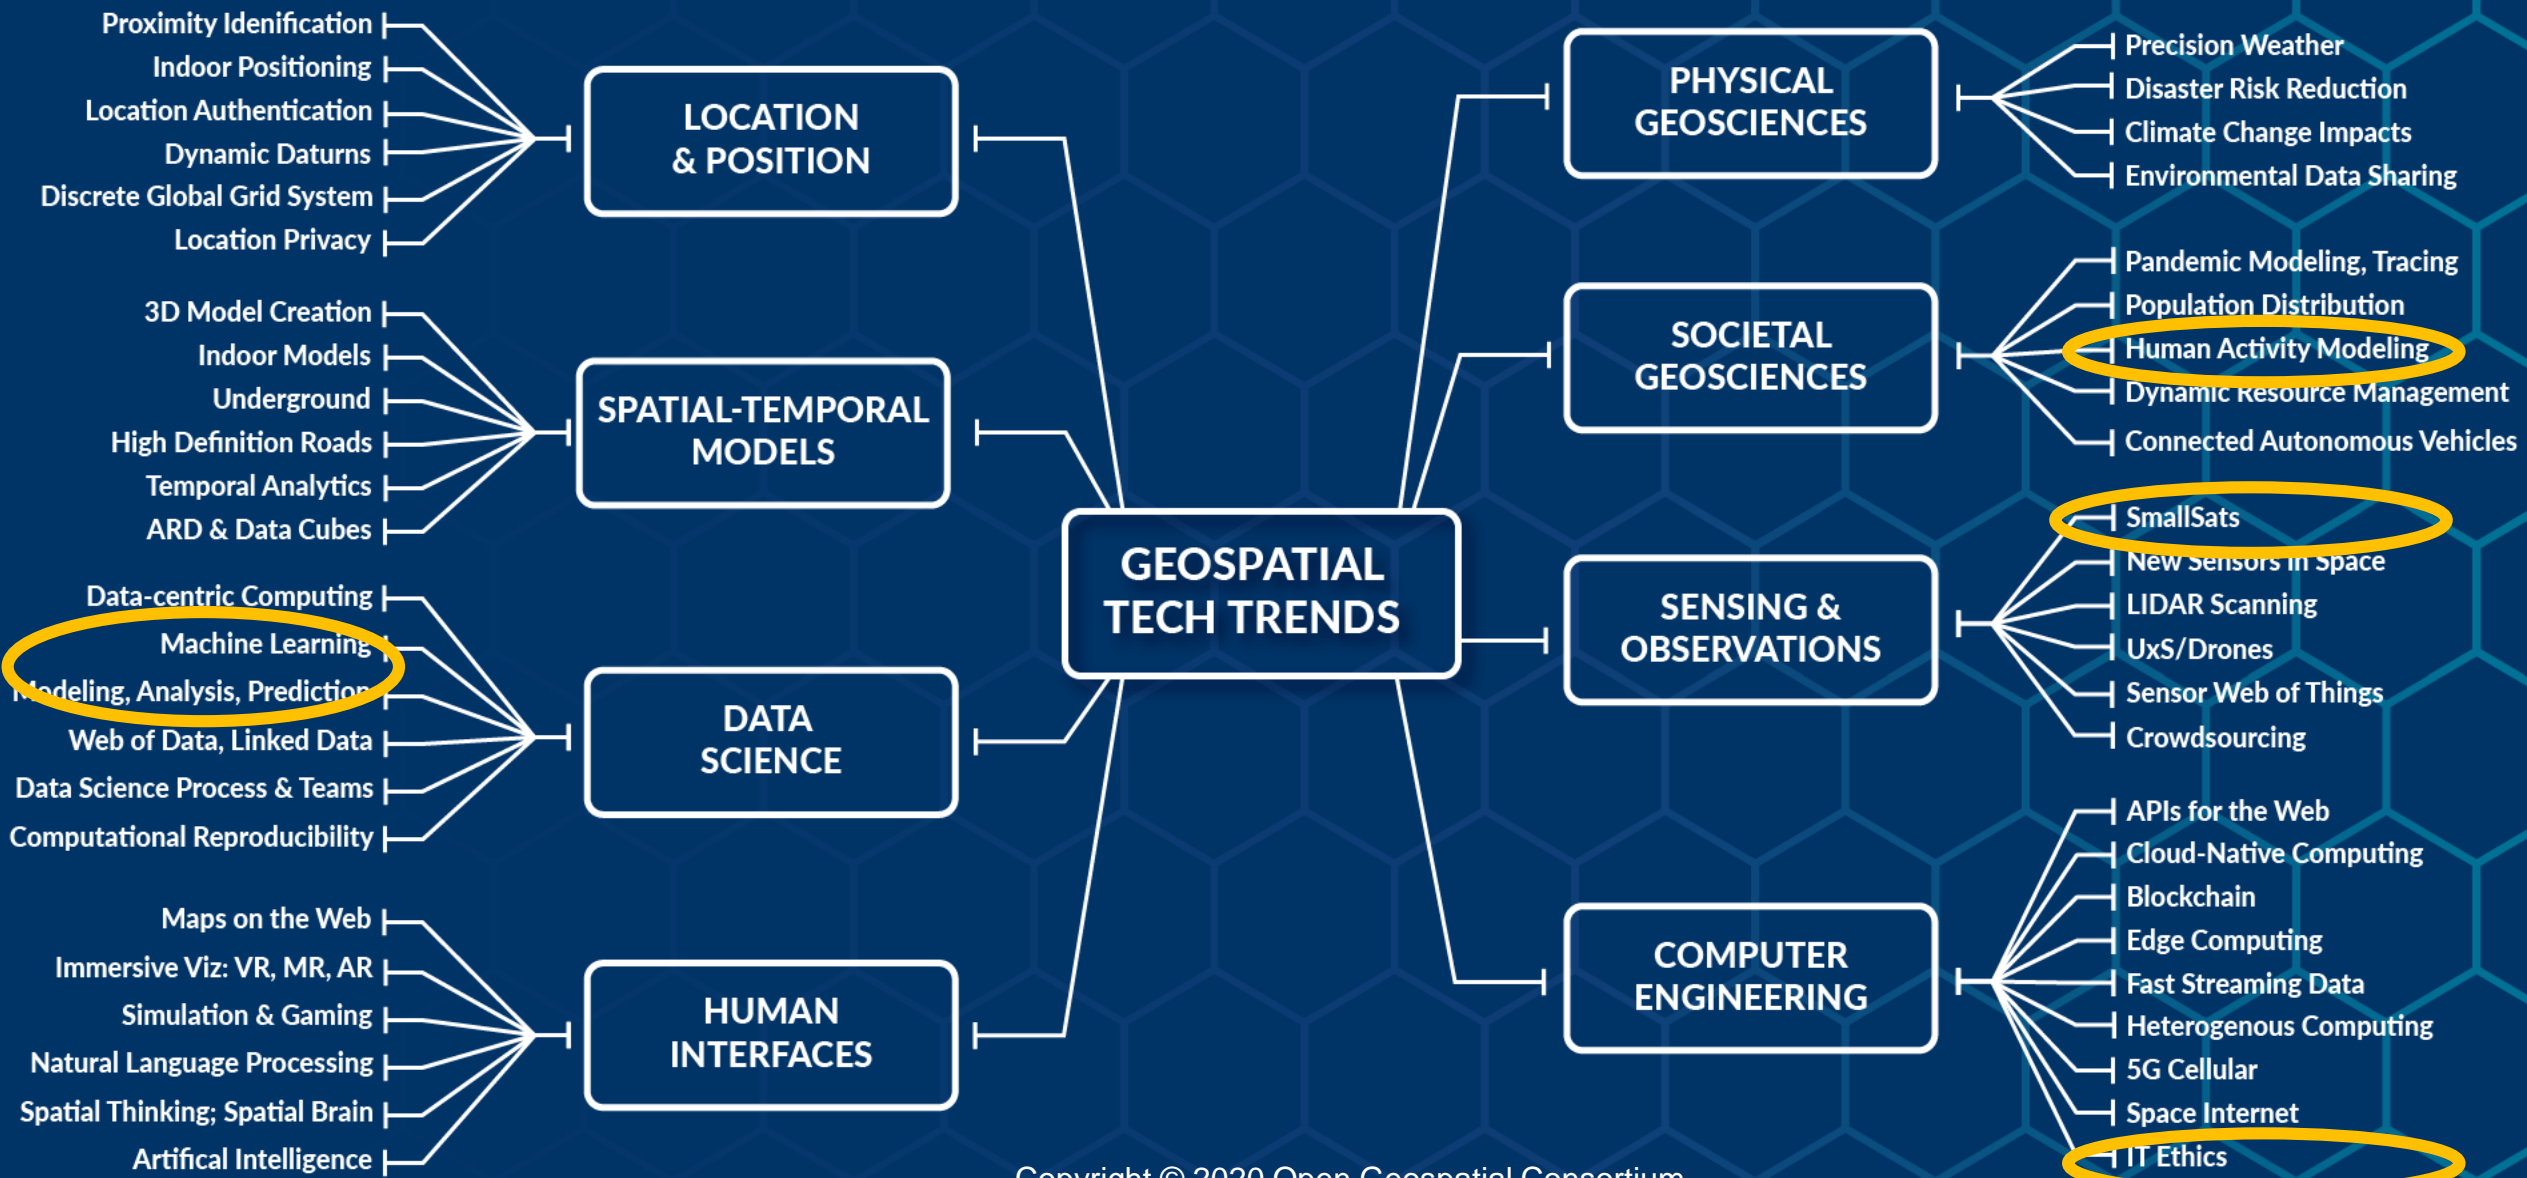 Proximity Idenification
Indoor Positioning
Location Authentication
Dynamic Daturns
Discrete Global Grid System
Location Privacy
LOCATION
& POSITION
3D Model Creation
Indoor Models
Underground
High Definition Roads
Temporal Analytics
ARD & Data Cubes
SPATIAL-TEMPORAL
MODELS
Data-centric Computing
Machine Learning
Modeling, Analysis, Prediction
Web of Data, Linked Data
Data Science Process & Teams
Computational Reproducibility
DATA
SCIENCE
Maps on the Web
Immersive Viz: VR, MR, AR
Simulation & Gaming
Natural Language Processing
Spatial Thinking; Spatial Brain
Artifical Intelligence
HUMAN
INTERFACES
GEOSPATIAL
TECH TRENDS
PHYSICAL
GEOSCIENCES
Precision Weather
Disaster Risk Reduction
Climate Change Impacts
Environmental Data Sharing
SOCIETAL
GEOSCIENCES
Pandemic Modeling, Tracing
Population Distribution
Human Activity Modeling
Dynamic Resource Management
Connected Autonomous Vehicles
SENSING &
OBSERVATIONS
SmallSats
New Sensors in Space
LIDAR Scanning
UxS/Drones
Sensor Web of Things
Crowdsourcing
COMPUTER
ENGINEERING
APIs for the Web
Cloud-Native Computing
Blockchain
Edge Computing
Fast Streaming Data
Heterogenous Computing
5G Cellular
Space Internet
IT Ethics
Copyright © 2020 Open Geospatial Consortium